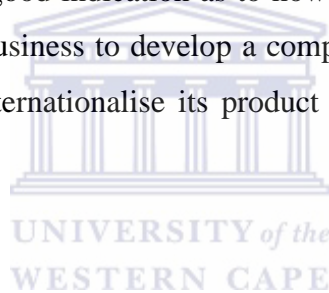 good indication as to how
usiness to develop a comp
ternationalise its product
UNIVERSITY of the
WESTERN CAPE